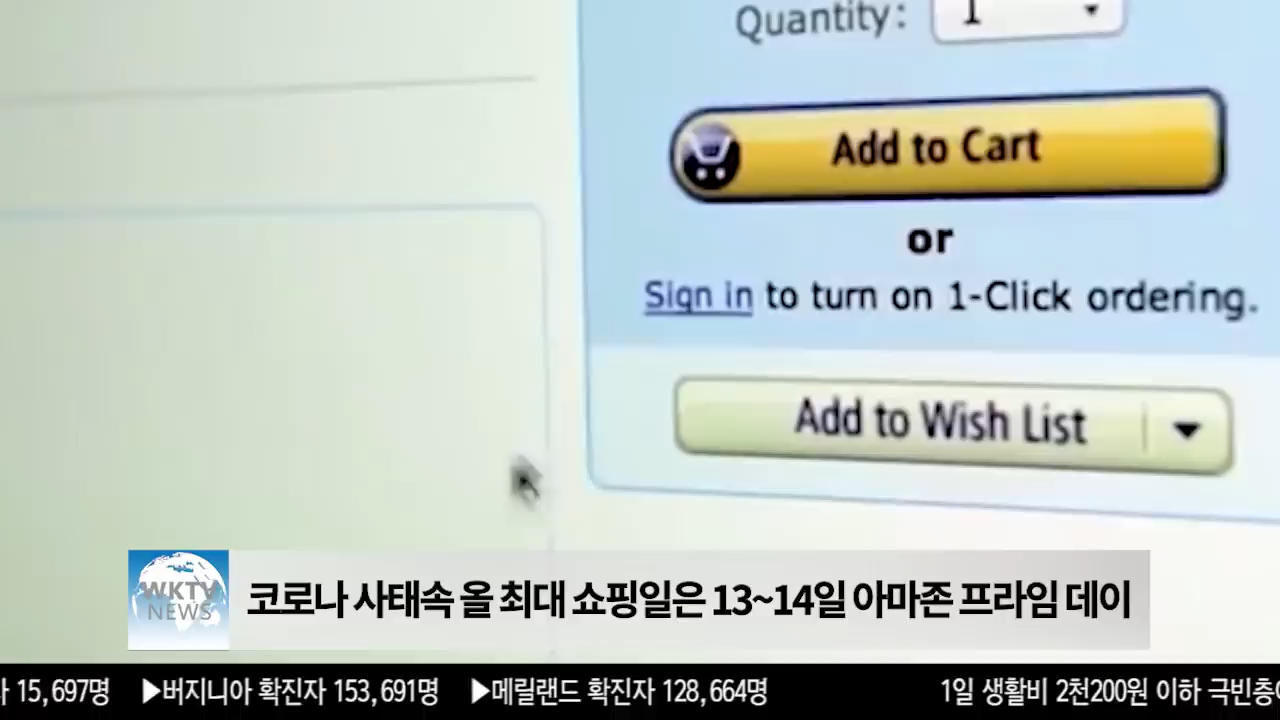 Quantity: 1
Add to Cart
or
Sign in to turn on 1-Click ordering.
Add to Wish List
WKTV
NEWS
코로나 사태속 올 최대 쇼핑일은 13~14일 아마존 프라임 데이
15,697명 ▶버지니아 확진자 153,691명 ▶메릴랜드 확진자 128,664명 1일 생활비 2천200원 이하 극빈층